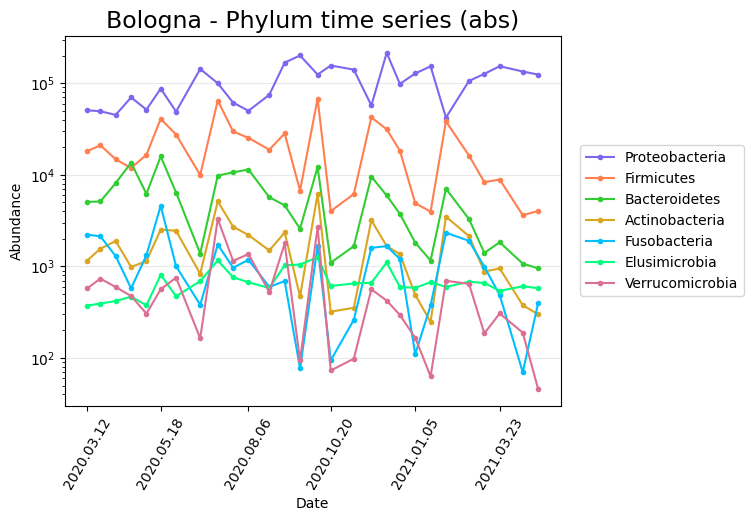 Bologna - Phylum time series (abs)
Abundance
10^5
10^4
10^3
10^2
2020.03.12
2020.05.18
2020.08.06
2020.10.20
2021.01.05
2021.03.23
Date
Proteobacteria
Firmicutes
Bacteroidetes
Actinobacteria
Fusobacteria
Elusimicrobia
Verrucomicrobia